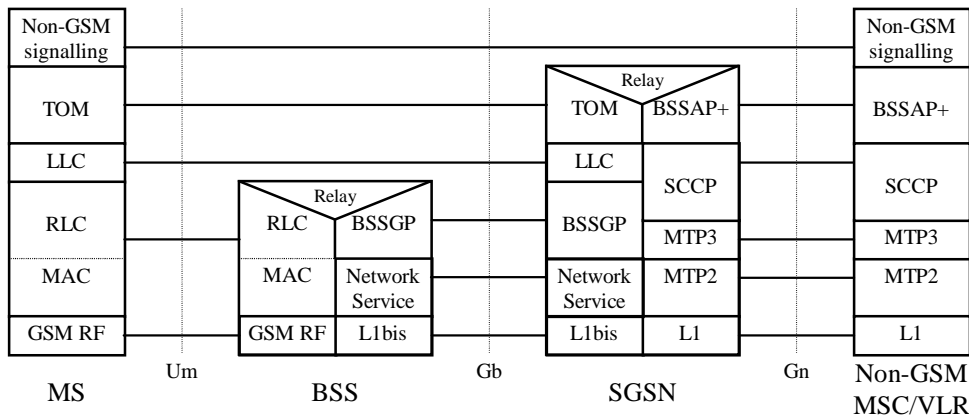 Non-GSM
signalling
Non-GSM
signalling
Relay
TOM
TOM
BSSAP+
BSSAP+
LLC
LLC
SCCP
SCCP
Relay
RLC
RLC
BSSGP
BSSGP
MTP3
MTP3
MAC
MAC
Network
Service
Network
Service
MTP2
MTP2
GSM RF
GSM RF
L1bis
L1bis
L1
L1
Um
Gb
Gn
MS
BSS
SGSN
Non-GSM
MSC/VLR